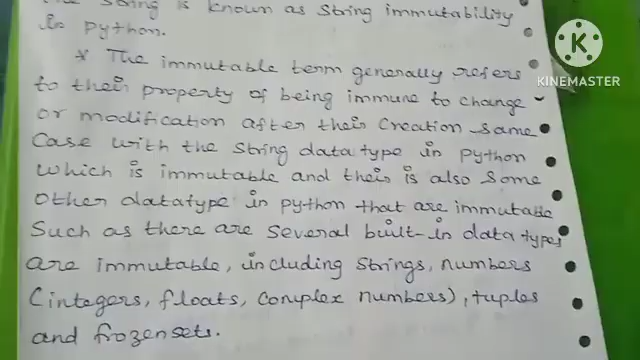 The string is known as string immutability
in python.
* The immutable term generally refers
to their property of being immune to change
or modification after their creation same
case with the string datatype in python
which is immutable and their is also some
other datatype in python that are immutable
such as there are several built-in data types
are immutable, including strings, numbers
(integers, floats, complex numbers), tuples
and frozensets.
KINEMASTER